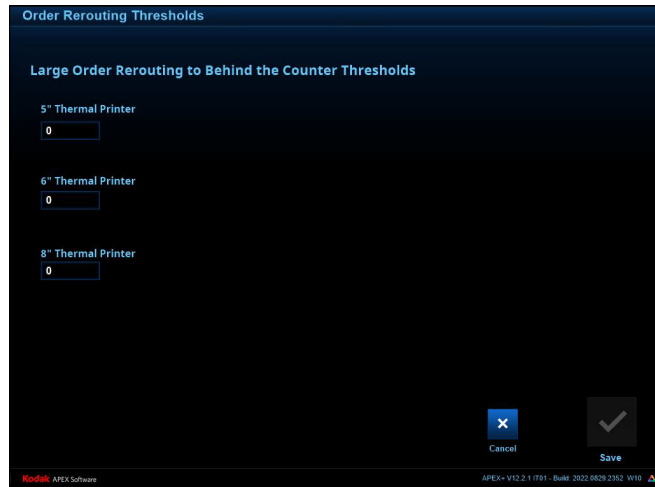 Order Rerouting Thresholds
Large Order Rerouting to Behind the Counter Thresholds
5" Thermal Printer
0
6" Thermal Printer
0
8" Thermal Printer
0
Cancel
Save
Kodak APEX Software
APEX+ V12.2.1 IT01 - Build: 2022.0829.2352 W10